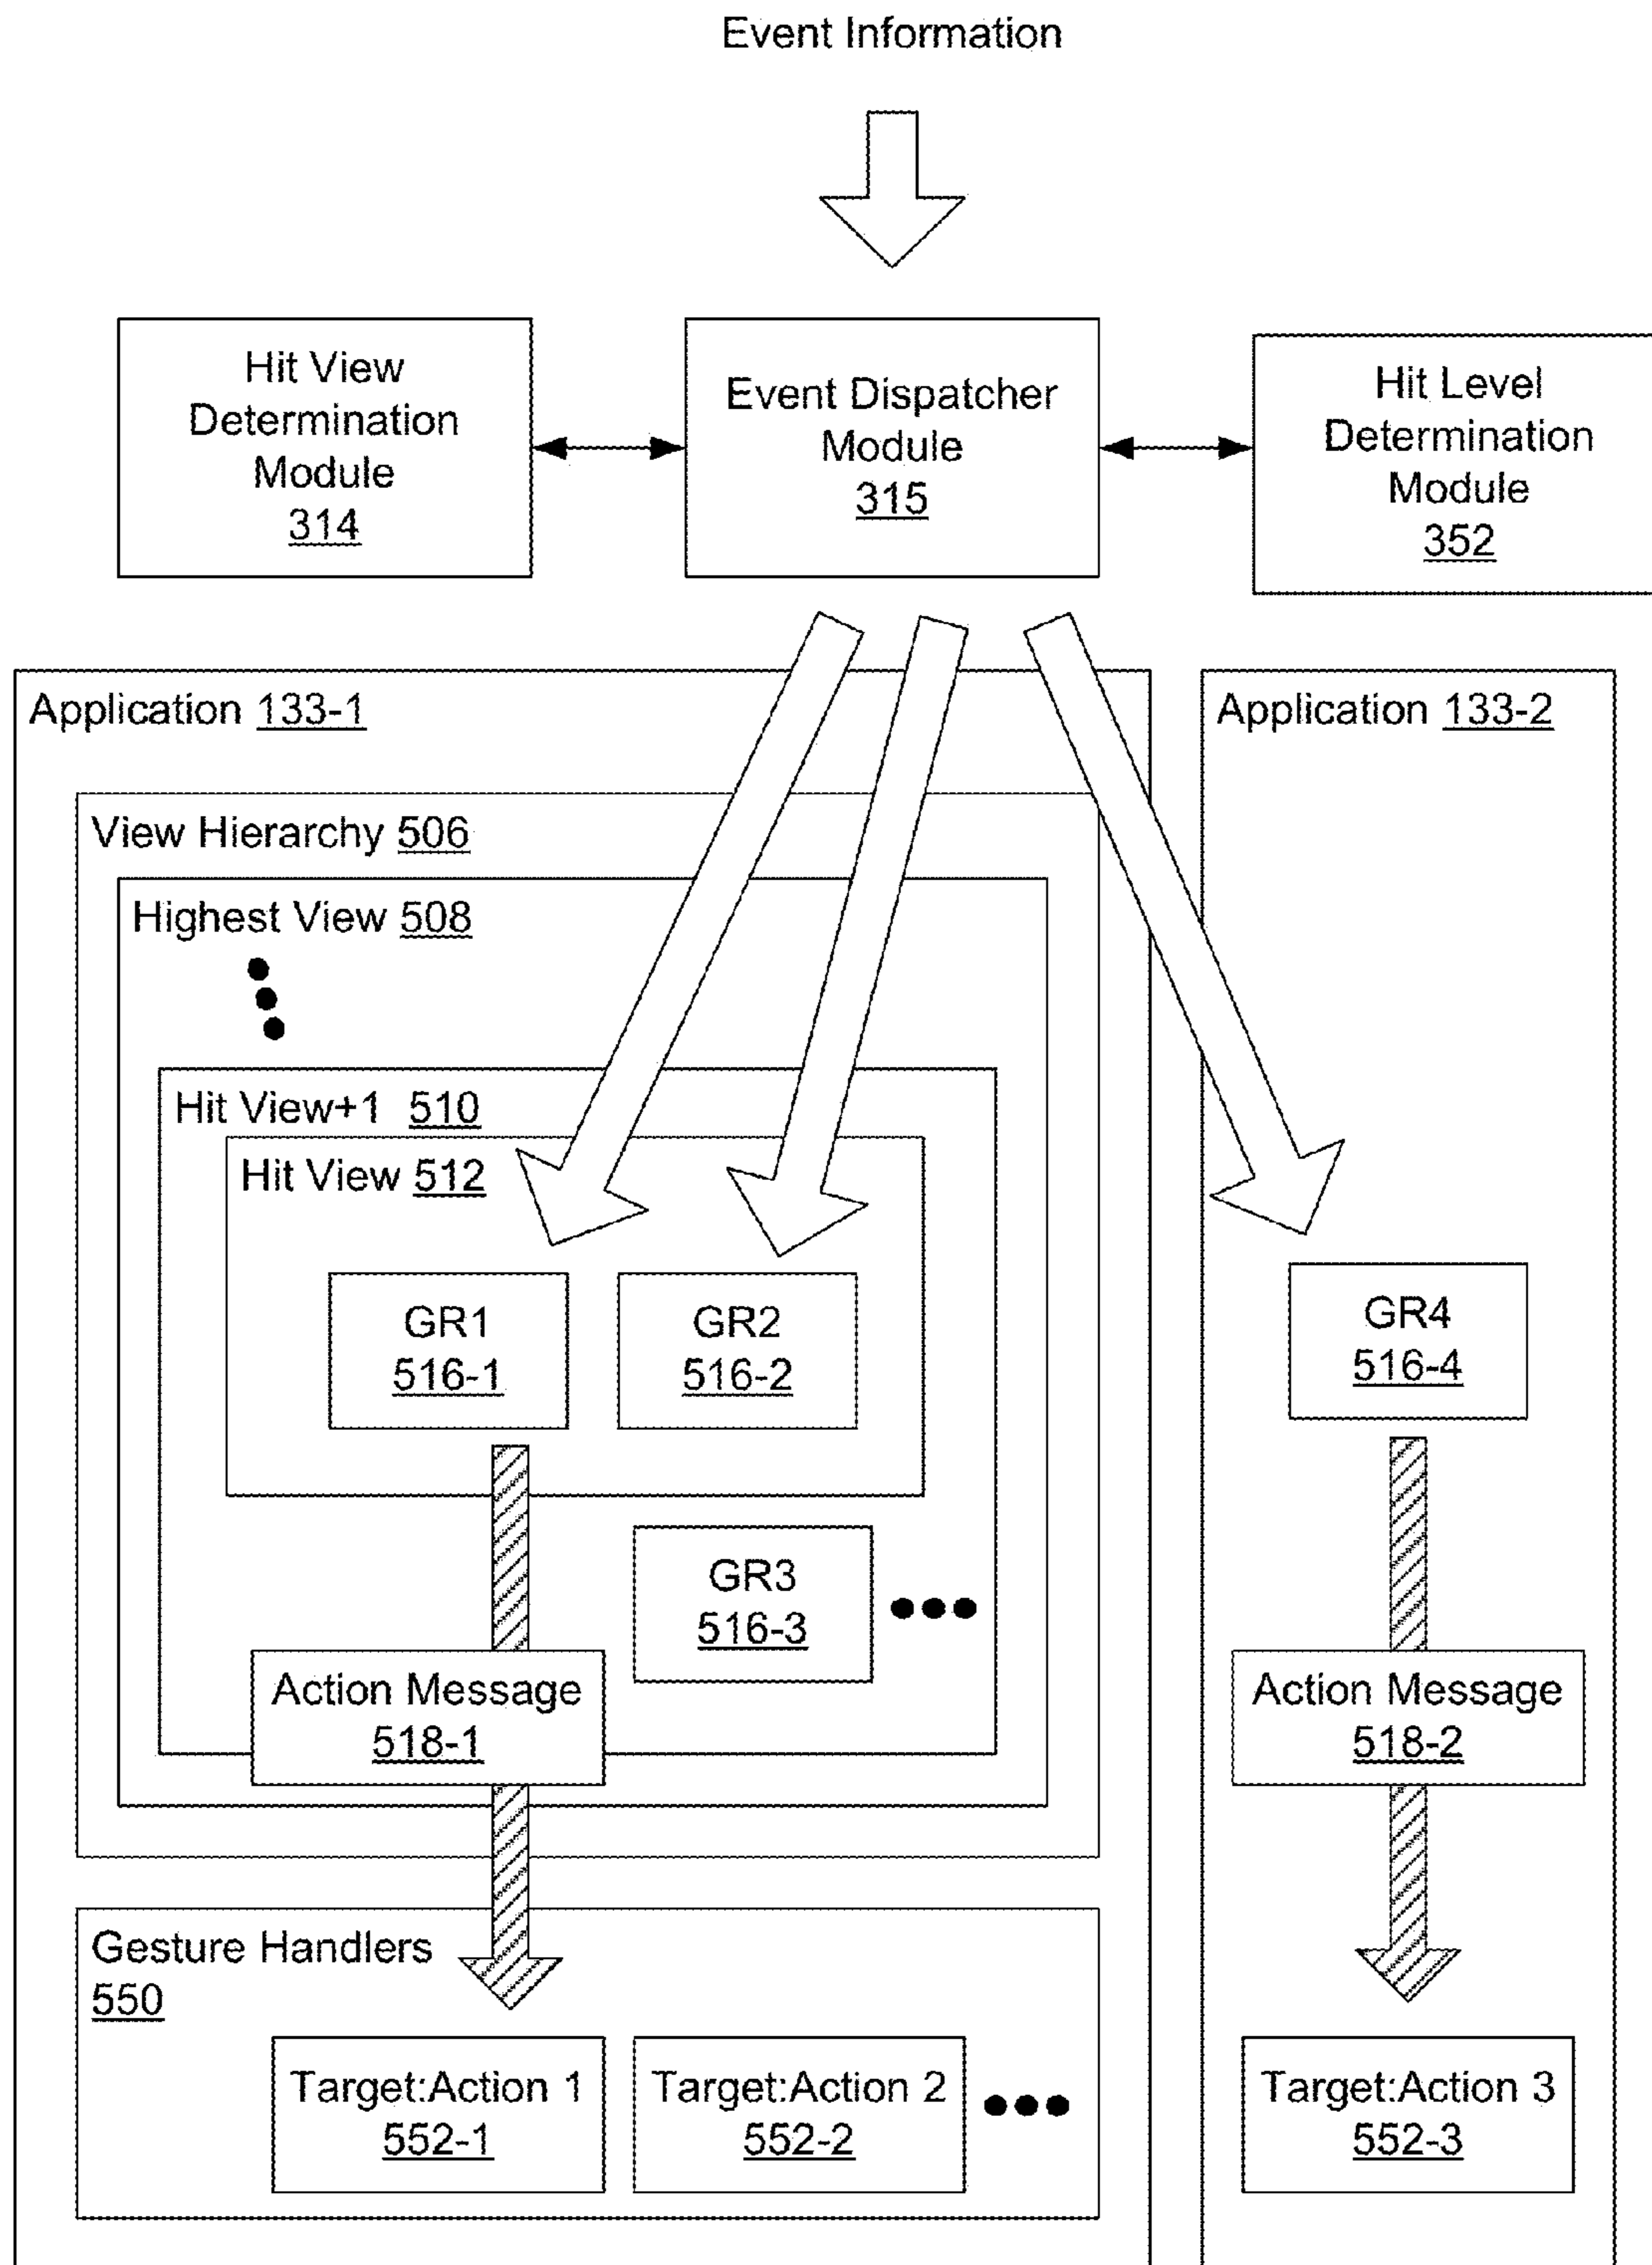 Event Information
Hit View
Determination
Module
314
Event Dispatcher
Module
315
Hit Level
Determination
Module
352
Application 133-1
Application 133-2
View Hierarchy 506
Highest View 508
Hit View+1 510
Hit View 512
GR1
516-1
GR2
516-2
GR4
516-4
GR3
516-3
Action Message
518-1
Action Message
518-2
Gesture Handlers
550
Target:Action 1
552-1
Target:Action 2
552-2
Target:Action 3
552-3